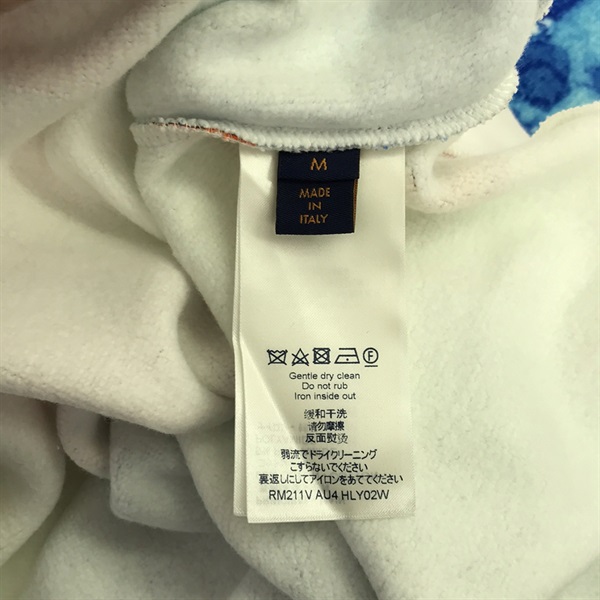 M
MADE
IN
ITALY
F
Gentle dry clean
Do not rub
Iron inside out
缓和干洗
请勿摩擦
反面熨烫
弱流でドライクリーニング
こすらないでください
裏返しにしてアイロンをあててください
RM211V AU4 HLY02W